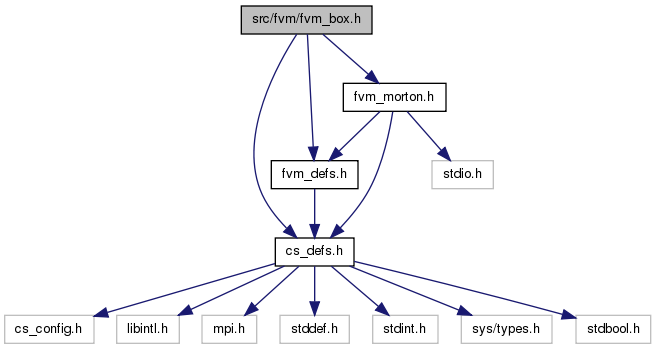 src/fvm/fvm_box.h
fvm_morton.h
fvm_defs.h
stdio.h
cs_defs.h
cs_config.h
libintl.h
mpi.h
stddef.h
stdint.h
sys/types.h
stdbool.h